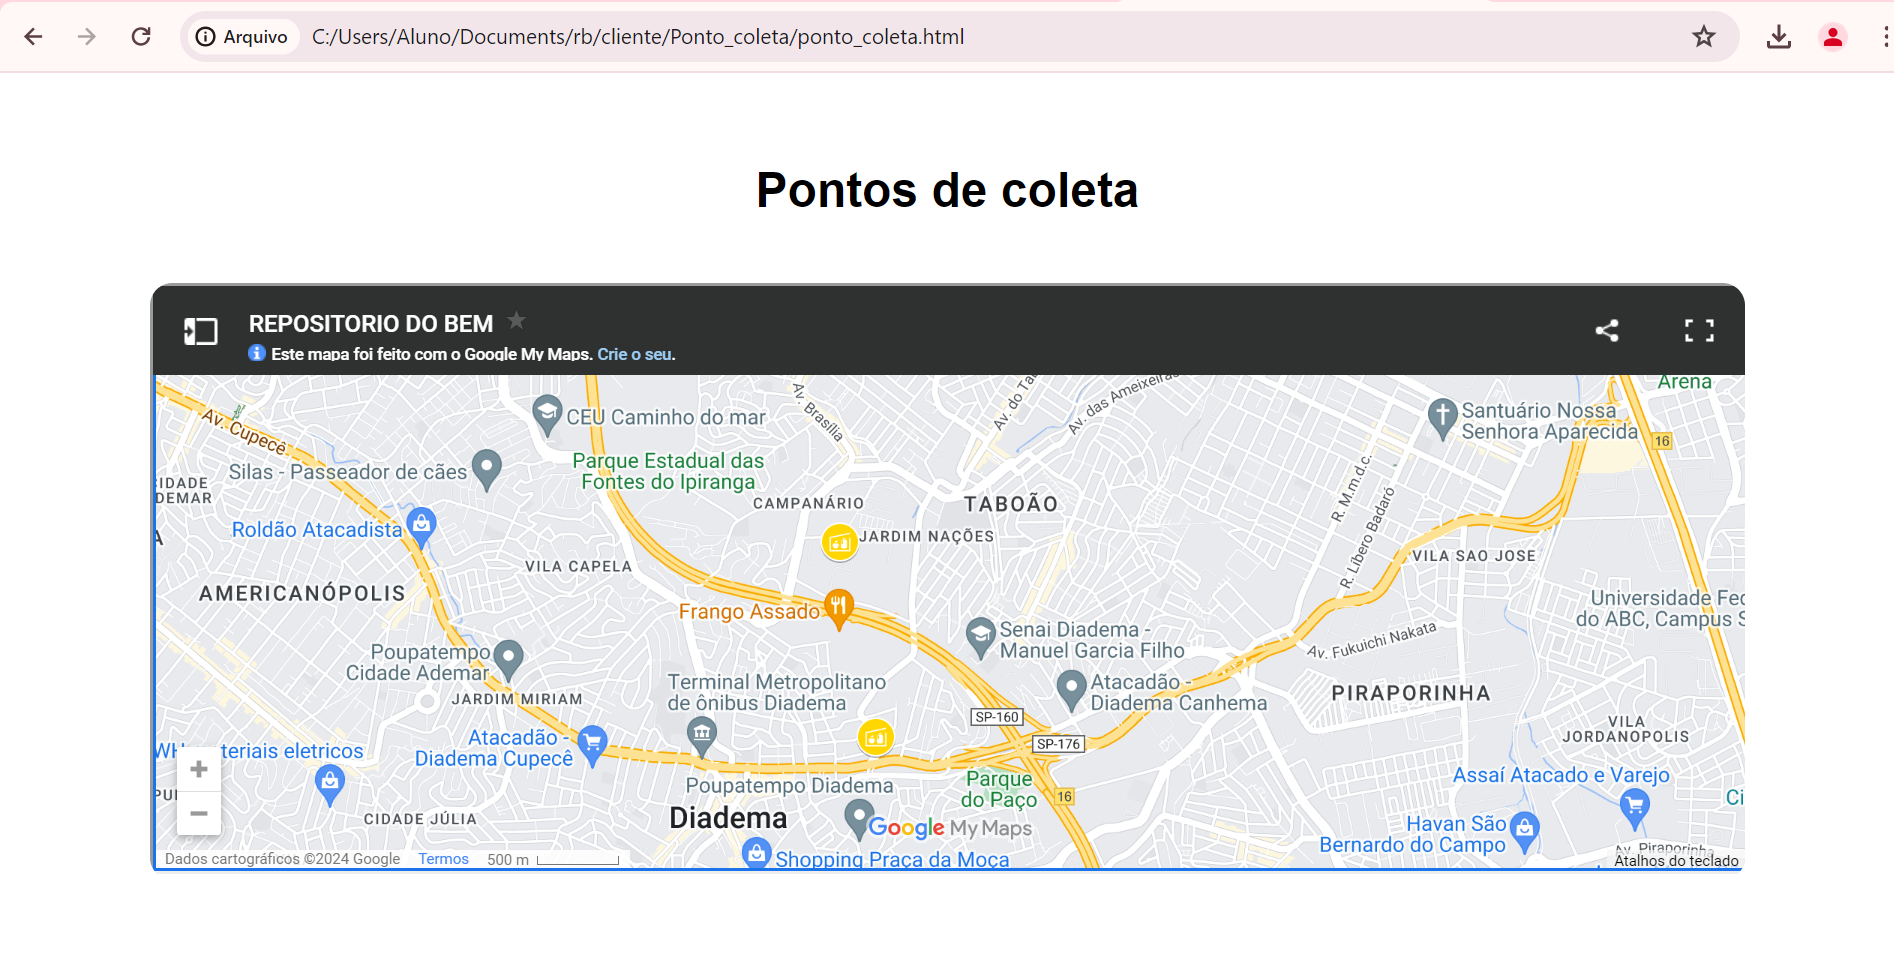 Arquivo
C:/Users/Aluno/Documents/rb/cliente/Ponto_coleta/ponto_coleta.html
Pontos de coleta
REPOSITORIO DO BEM
Este mapa foi feito com o Google My Maps. Crie o seu.
Arena
Av. Cupecê
CEU Caminho do mar
Av. Brasília
Av. do Tab
Av. das Ameixeiras
Santuário Nossa
Senhora Aparecida
16
Silas - Passeador de cães
Parque Estadual das
Fontes do Ipiranga
IDADE
DEMAR
CAMPANÁRIO
TABOÃO
R. M.m.d.c.
R. Líbero Badaró
Roldão Atacadista
A
JARDIM NAÇÕES
VILA CAPELA
VILA SAO JOSE
AMERICANÓPOLIS
Frango Assado
Universidade Fed
do ABC, Campus S
Senai Diadema -
Manuel Garcia Filho
Av. Fukuichi Nakata
Poupatempo
Cidade Ademar
JARDIM MIRIAM
Terminal Metropolitano
de ônibus Diadema
Atacadão -
Diadema Canhema
PIRAPORINHA
SP-160
SP-176
VILA
JORDANOPOLIS
WH
teriais eletricos
Atacadão -
Diadema Cupecê
Poupatempo Diadema
Parque
do Paço
16
Assaí Atacado e Varejo
PU
Ci
CIDADE JÚLIA
Diadema
Google My Maps
Havan São
Bernardo do Campo
Shopping Praça da Moça
Av. Piraporinha
+
−
Dados cartográficos ©2024 Google
Termos
500 m
Atalhos do teclado